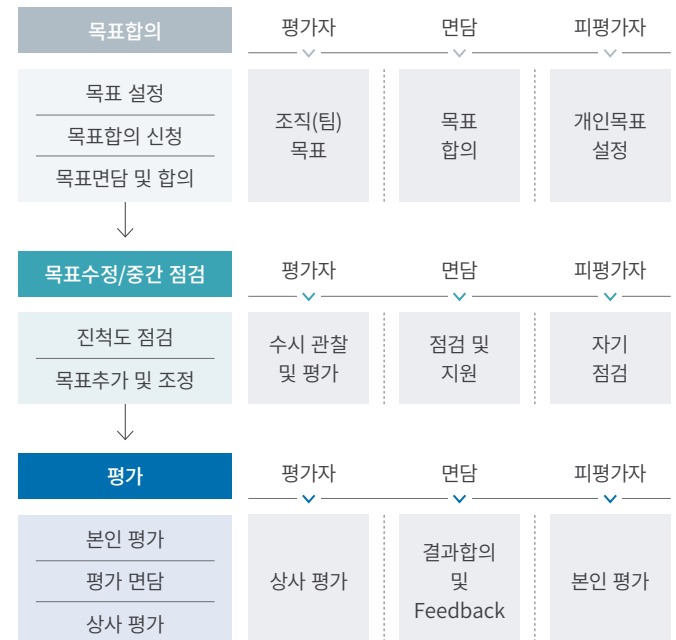 목표합의
평가자
면담
피평가자
목표 설정
목표합의 신청
목표면담 및 합의
조직(팀)
목표
목표
합의
개인목표
설정
목표수정/중간 점검
평가자
면담
피평가자
진척도 점검
목표추가 및 조정
수시 관찰
및 평가
점검 및
지원
자기
점검
평가
평가자
면담
피평가자
본인 평가
평가 면담
상사 평가
상사 평가
결과합의
및
Feedback
본인 평가